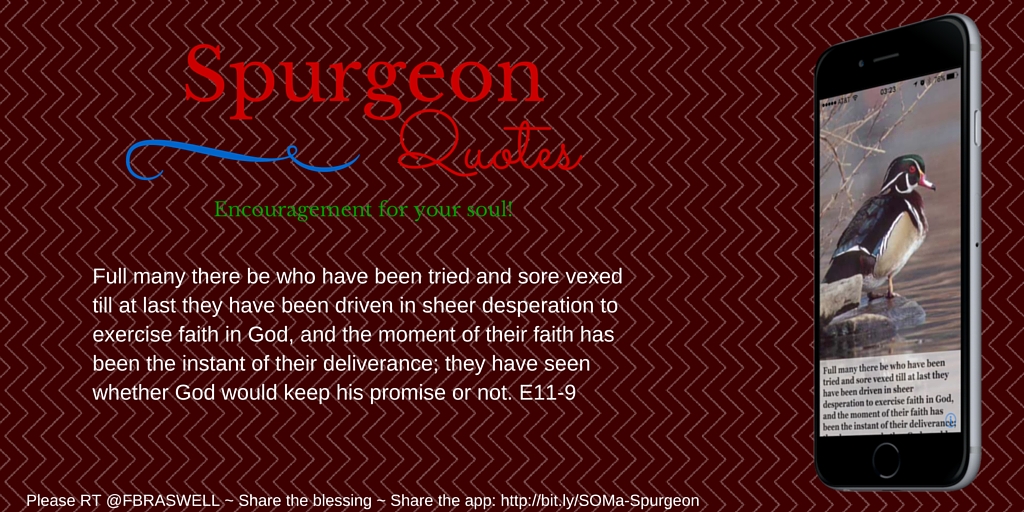 Spurgeon
Quotes
Encouragement for your soul!
Full many there be who have been tried and sore vexed
till at last they have been driven in sheer desperation to
exercise faith in God, and the moment of their faith has
been the instant of their deliverance; they have seen
whether God would keep his promise or not. E11-9
Please RT @FBRASWELL ~ Share the blessing ~ Share the app: http://bit.ly/SOMa-Spurgeon
AT&T 03:23
Full many there be who have been
tried and sore vexed till at last they
have been driven in sheer
desperation to exercise faith in God,
and the moment of their faith has
been the instant of their deliverance;